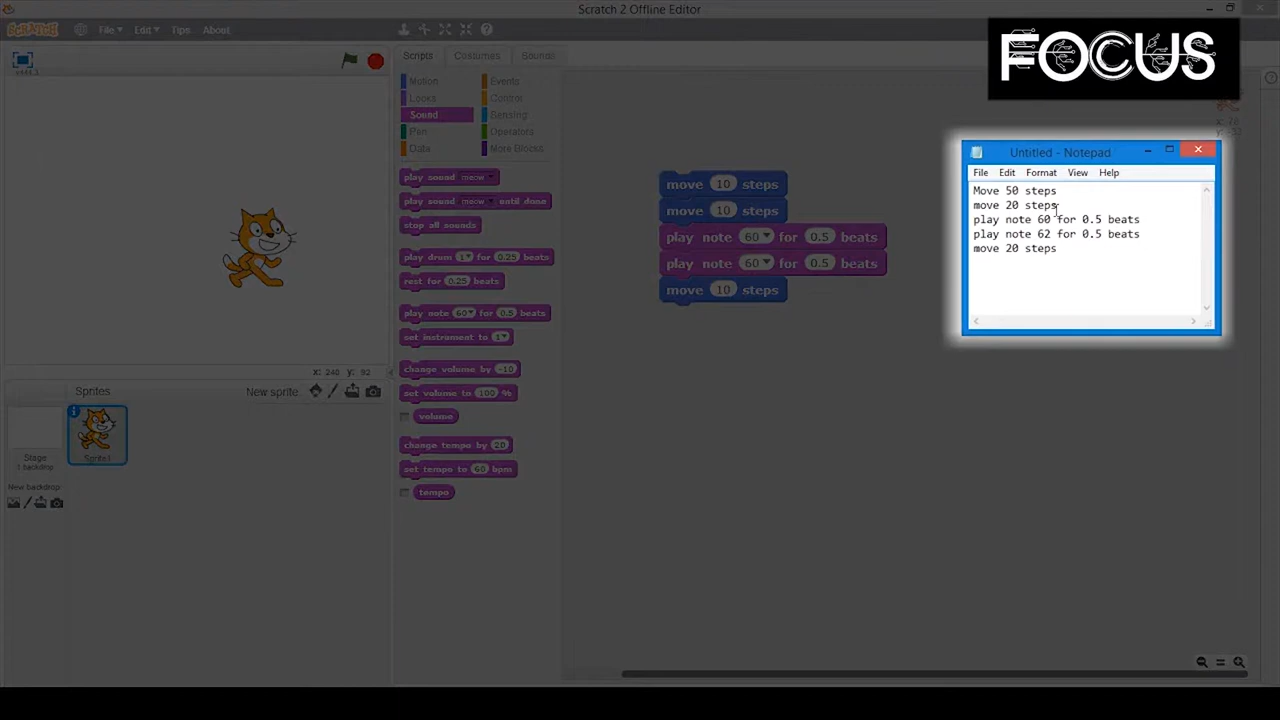 Scratch 2 Offline Editor
SCRATCH File Edit Tips About
FOCUS
Scripts Costumes Sounds
Motion Events
Looks Control
Sound Sensing
Pen Operators
Data More Blocks
play sound meow
play sound meow until done
stop all sounds
play drum 1 for 0.25 beats
rest for 0.25 beats
play note 60 for 0.5 beats
set instrument to 1
change volume by -10
set volume to 100 %
volume
change tempo by 20
set tempo to 60 bpm
tempo
move 10 steps
move 10 steps
play note 60 for 0.5 beats
play note 60 for 0.5 beats
move 10 steps
Untitled - Notepad
File Edit Format View Help
Move 50 steps
move 20 steps
play note 60 for 0.5 beats
play note 62 for 0.5 beats
move 20 steps
x: 240 y: 92
Sprites New sprite:
Stage
1 backdrop
Sprite1
New backdrop: